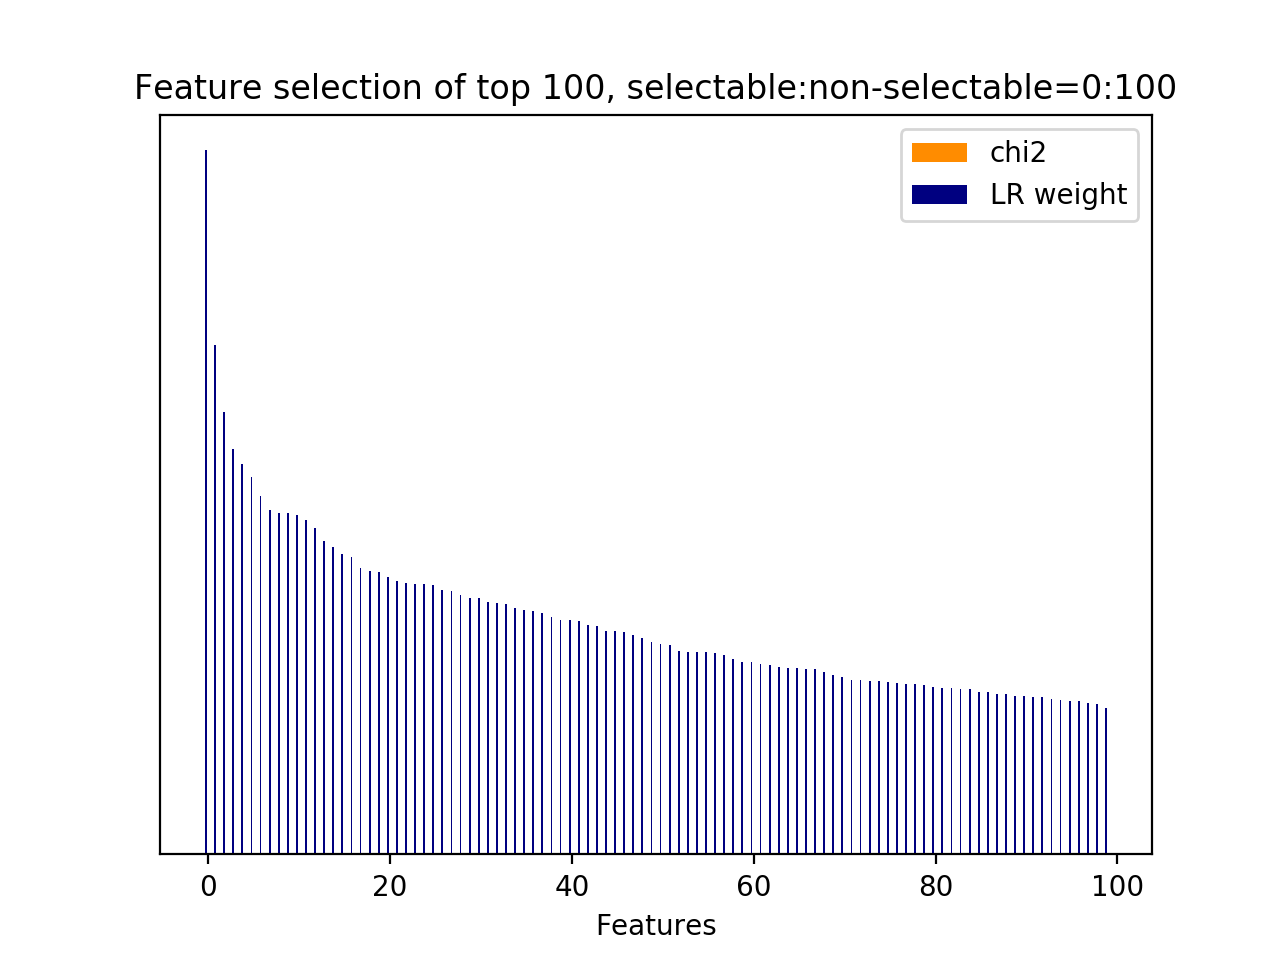 Feature selection of top 100, selectable:non-selectable=0:100
chi2
LR weight
0 20 40 60 80 100
Features